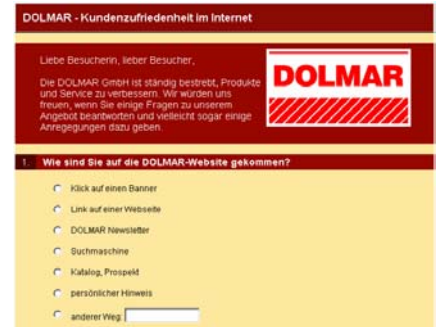 DOLMAR - Kundenzufriedenheit im Internet
Liebe Besucherin, lieber Besucher,
Die DOLMAR GmbH ist ständig bestrebt, Produkte
und Service zu verbessern. Wir würden uns
freuen, wenn Sie einige Fragen zu unserem
Angebot beantworten und vielleicht sogar einige
Anregegungen dazu geben.
DOLMAR
1. Wie sind Sie auf die DOLMAR-Website gekommen?
Klick auf einen Banner
Link auf einer Webseite
DOLMAR Newsletter
Suchmaschine
Katalog, Prospekt
persönlicher Hinweis
anderer Weg: